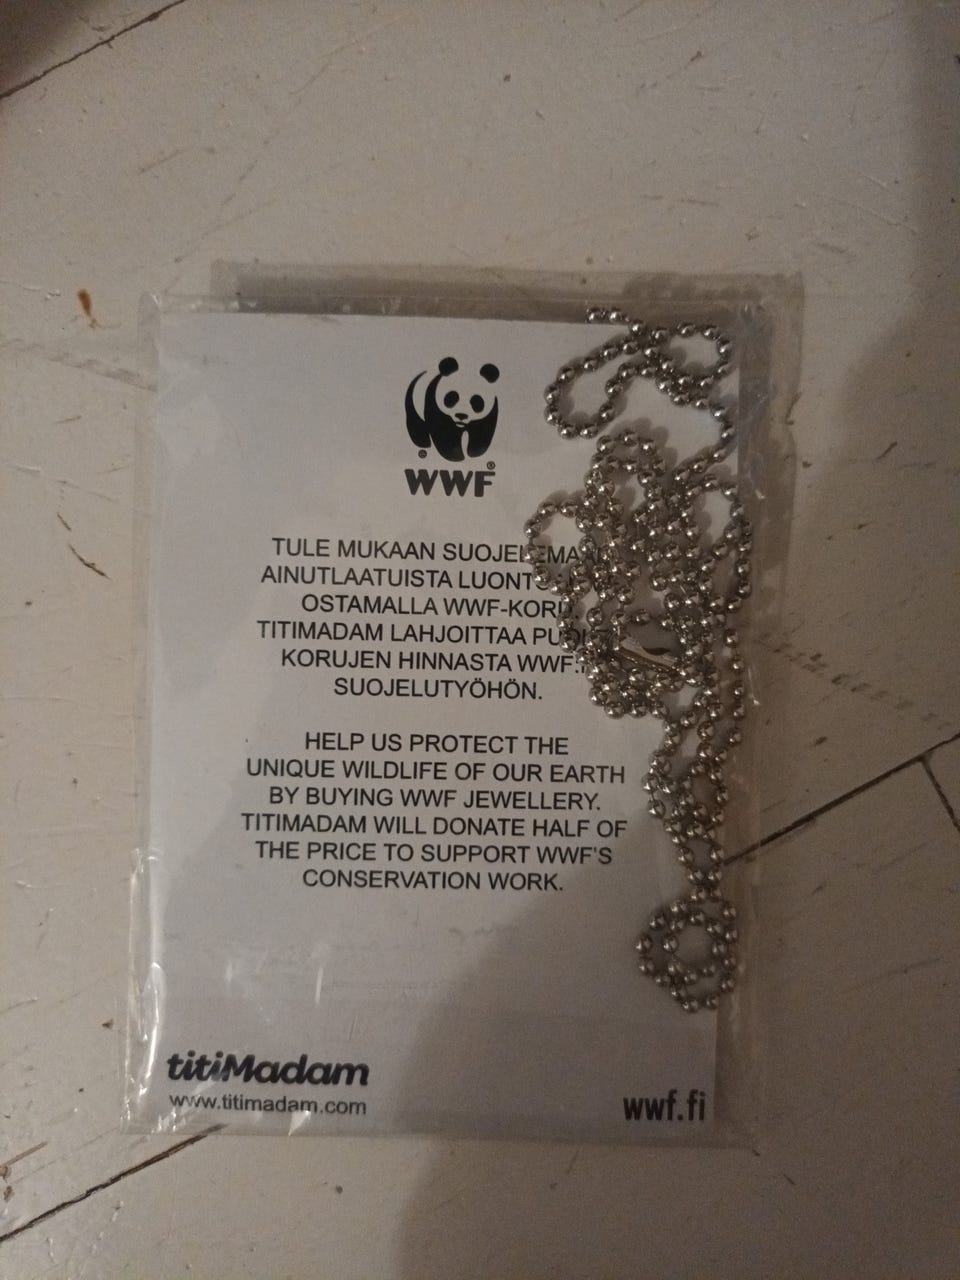 WWF
TULE MUKAAN
AINUTLAATUISTA
OSTAMALLA
TITIMADAM LAHJOITTAA
KORUJEN HINNASTA
SUOJELUTYÖHÖN.
HELP US PROTECT THE
UNIQUE WILDLIFE OF OUR EARTH
BY BUYING WWF JEWELLERY.
TITIMADAM WILL DONATE HALF OF
THE PRICE TO SUPPORT WWF'S
CONSERVATION WORK.
titiMadam
www.titimadam.com
wwf.fi